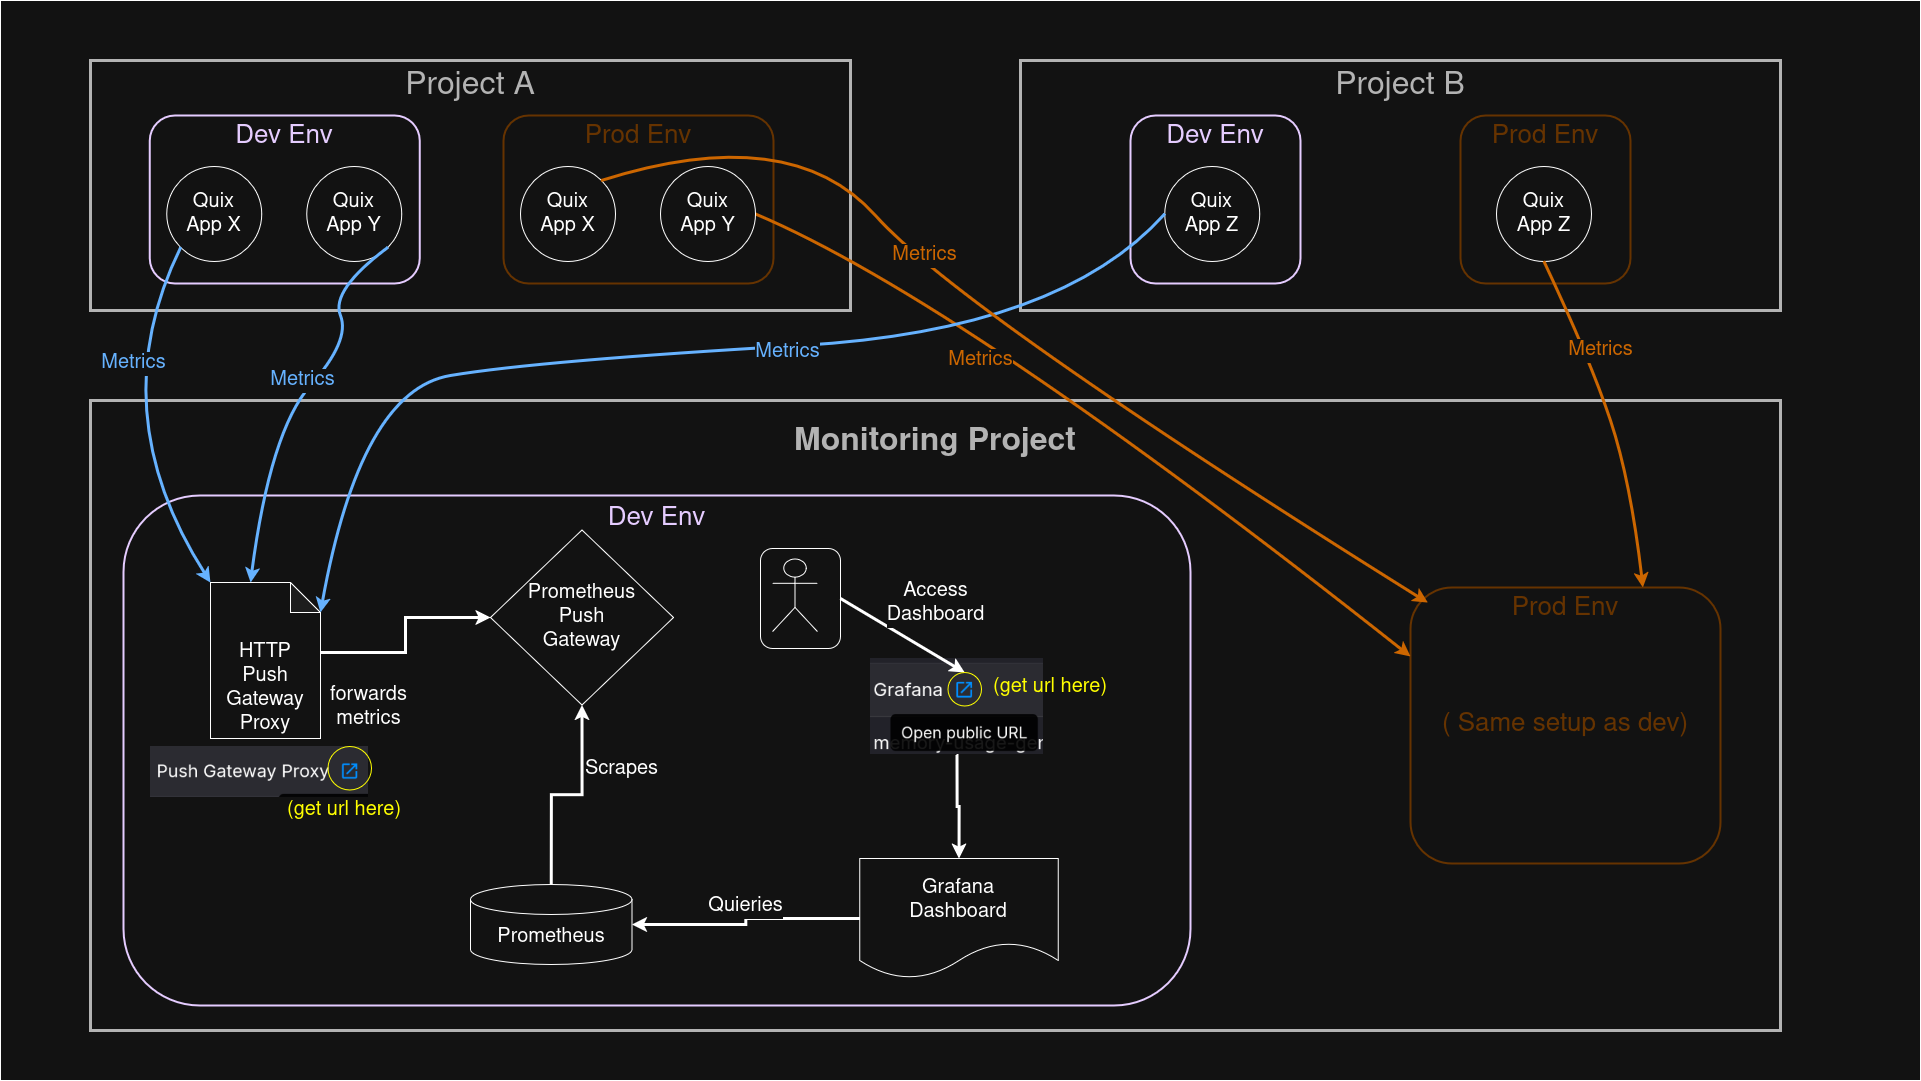 Project A
Dev Env
Quix
App X
Quix
App Y
Prod Env
Quix
App X
Quix
App Y
Project B
Dev Env
Quix
App Z
Prod Env
Quix
App Z
Metrics
Metrics
Metrics
Metrics
Metrics
Metrics
Monitoring Project
Dev Env
HTTP
Push
Gateway
Proxy
forwards
metrics
Push Gateway Proxy
(get url here)
Prometheus
Push
Gateway
Scrapes
Prometheus
Quieries
Access
Dashboard
Grafana
(get url here)
Open public URL
Grafana
Dashboard
Prod Env
( Same setup as dev)